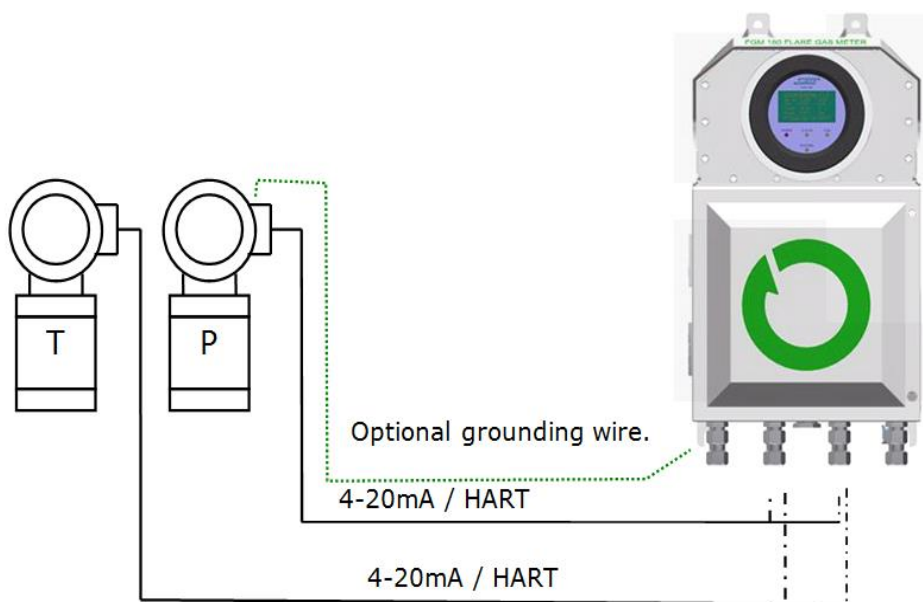 FGM 160 FLARE GAS METER
T
P
Optional grounding wire.
4-20mA / HART
4-20mA / HART